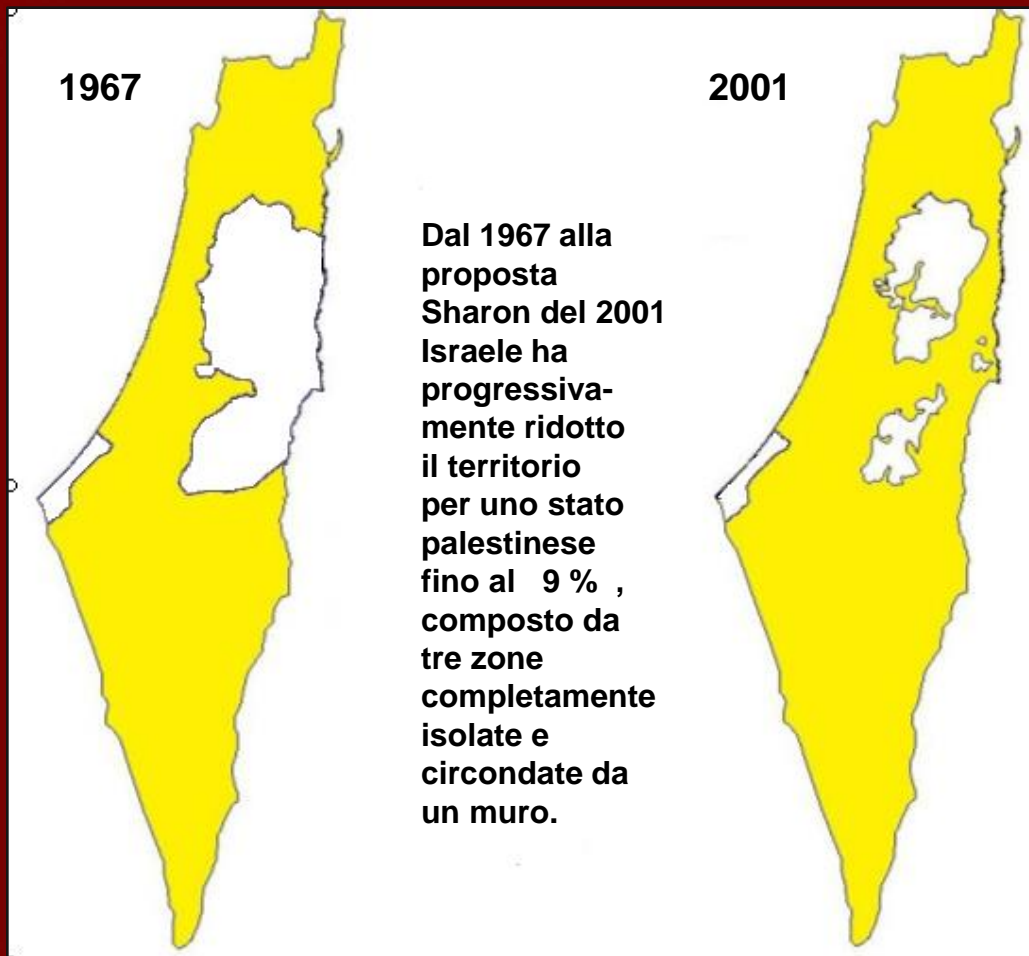 1967
2001
Dal 1967 alla
proposta
Sharon del 2001
Israele ha
progressiva-
mente ridotto
il territorio
per uno stato
palestinese
fino al 9 % ,
composto da
tre zone
completamente
isolate e
circondate da
un muro.